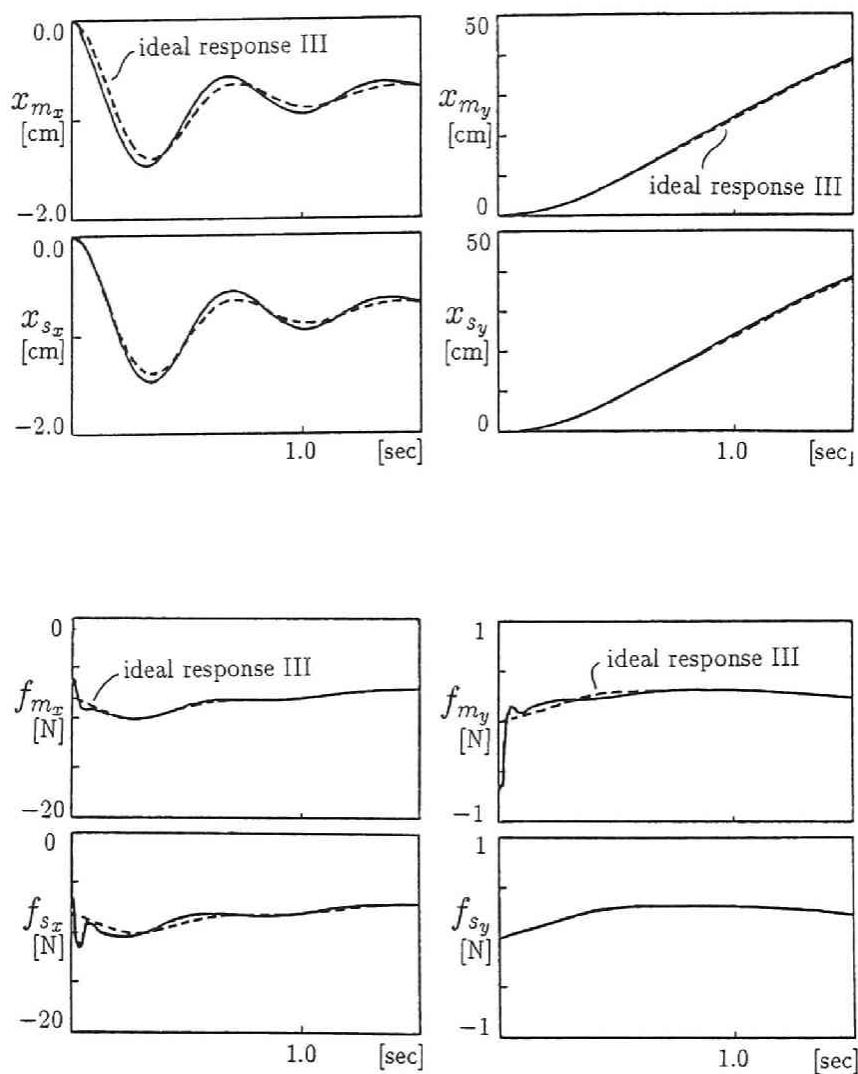 0.0
ideal response III
x_{m_x}
[cm]
−2.0
50
x_{m_y}
[cm]
ideal response III
0
0.0
x_{s_x}
[cm]
−2.0
1.0
[sec]
50
x_{s_y}
[cm]
0
1.0
[sec]
0
ideal response III
f_{m_x}
[N]
−20
1
ideal response III
f_{m_y}
[N]
−1
0
f_{s_x}
[N]
−20
1.0
[sec]
1
f_{s_y}
[N]
−1
1.0
[sec]